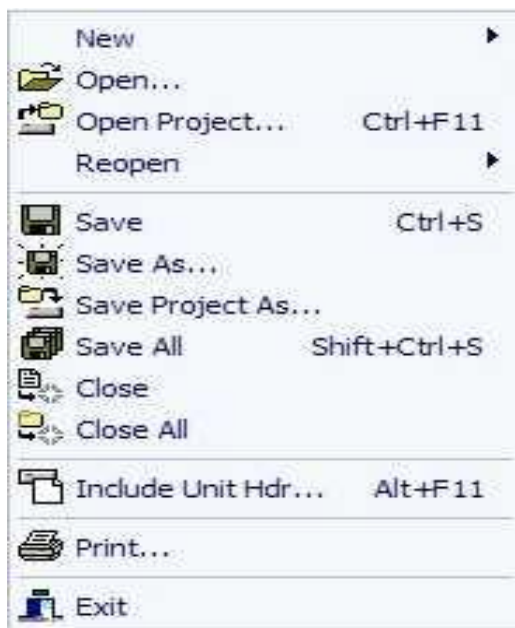 New
Open...
Open Project... Ctrl+F11
Reopen
Save Ctrl+S
Save As...
Save Project As...
Save All Shift+Ctrl+S
Close
Close All
Include Unit Hdr... Alt+F11
Print...
Exit